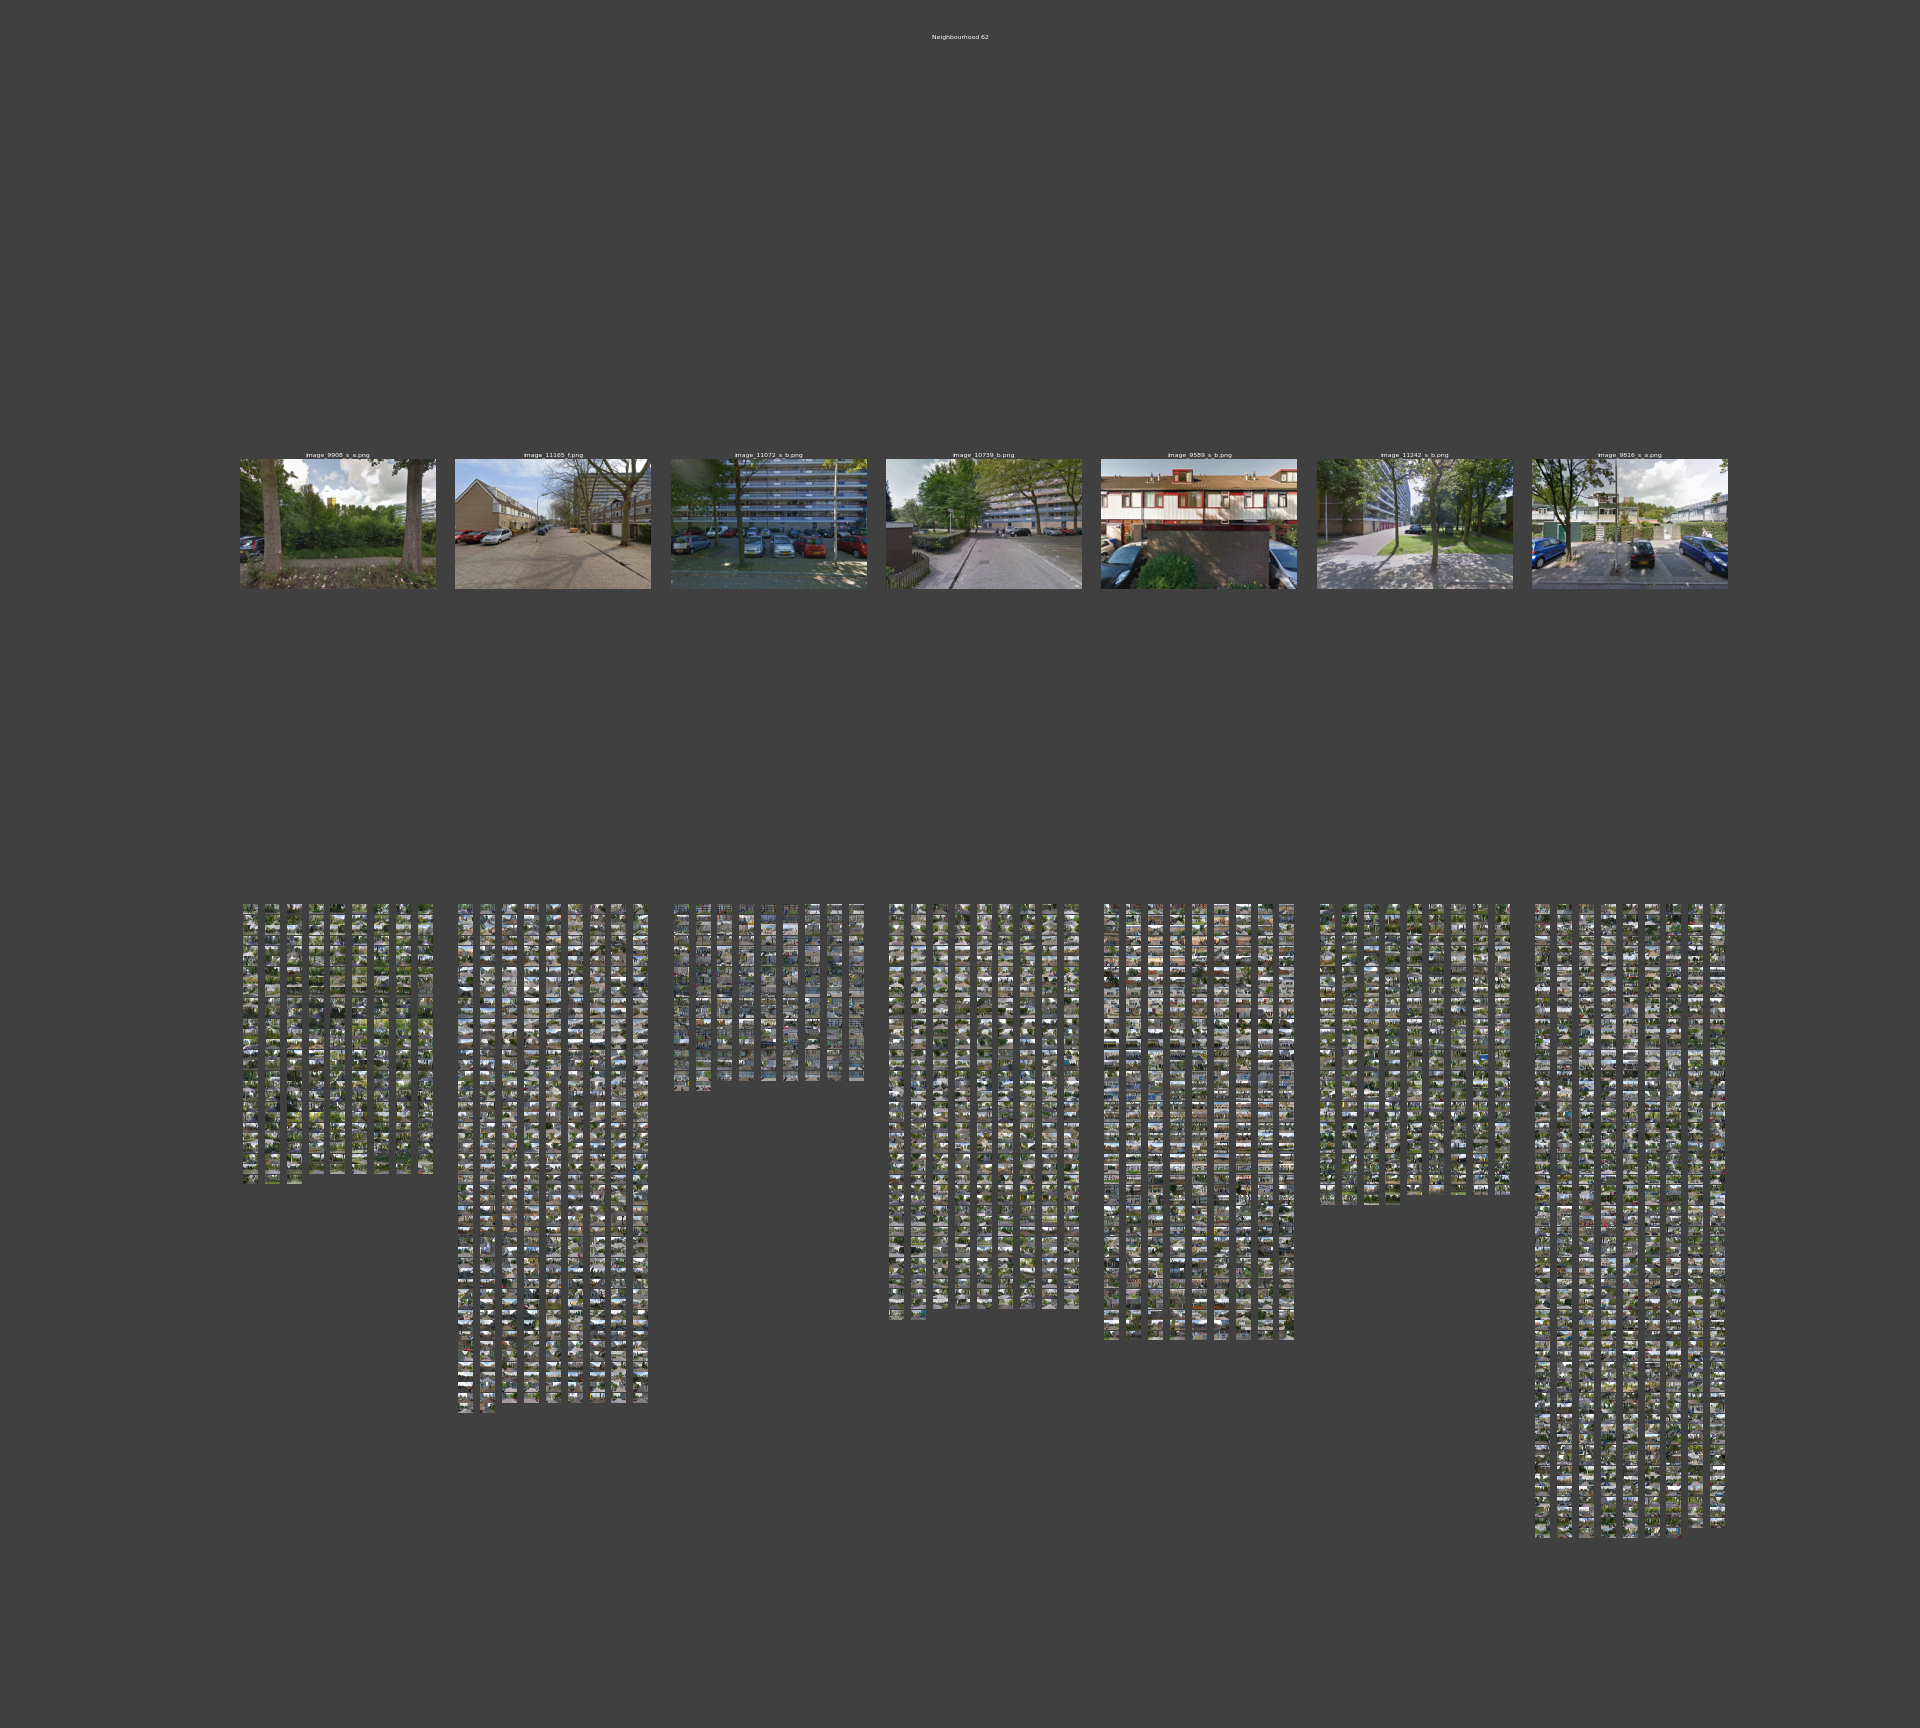 Neighbourhood 62
image_9908_s_a.png
image_11165_f.png
image_11072_s_b.png
image_10739_b.png
image_9589_s_b.png
image_11242_s_b.png
image_9816_s_a.png